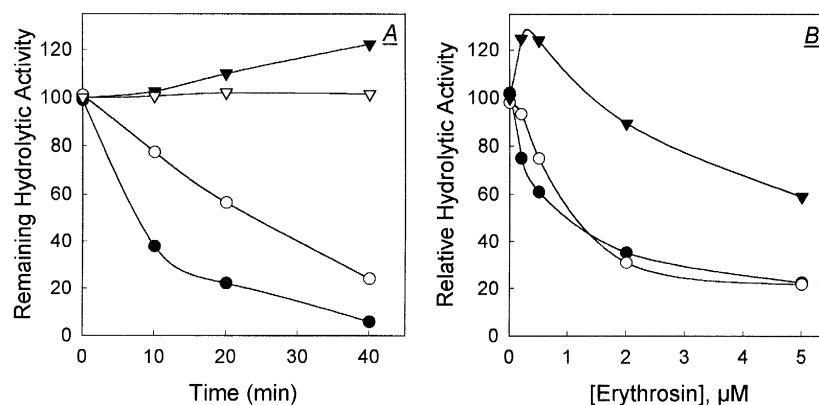 A
Remaining Hydrolytic Activity
120
100
80
60
40
20
0
0 10 20 30 40
Time (min)
B
Relative Hydrolytic Activity
120
100
80
60
40
20
0
0 1 2 3 4 5
[Erythrosin], µM